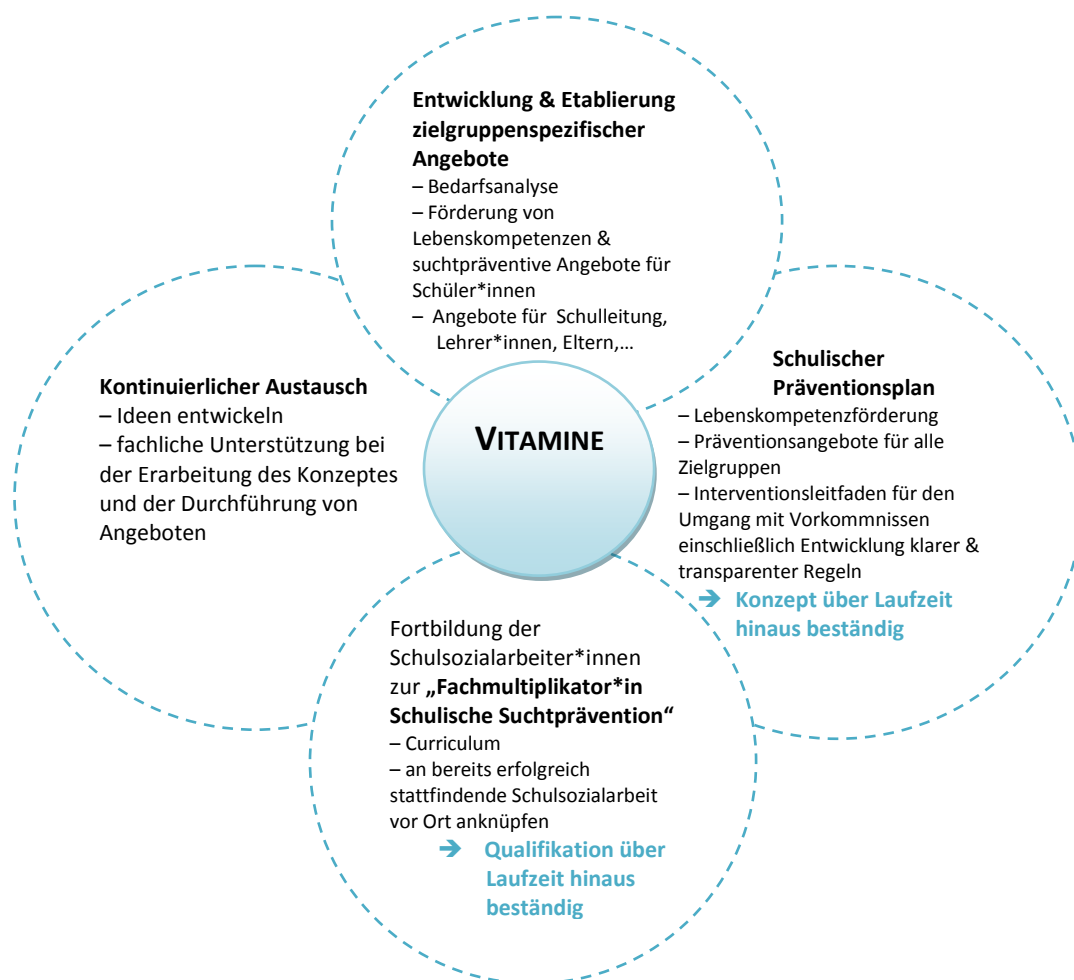 Entwicklung & Etablierung
zielgruppenspezifischer
Angebote
– Bedarfsanalyse
– Förderung von
Lebenskompetenzen &
suchtpräventive Angebote für
Schüler*innen
– Angebote für Schulleitung,
Lehrer*innen, Eltern,...
Kontinuierlicher Austausch
– Ideen entwickeln
– fachliche Unterstützung bei
der Erarbeitung des Konzeptes
und der Durchführung von
Angeboten
VITAMINE
Schulischer
Präventionsplan
– Lebenskompetenzförderung
– Präventionsangebote für alle
Zielgruppen
– Interventionsleitfaden für den
Umgang mit Vorkommnissen
einschließlich Entwicklung klarer &
transparenter Regeln
➔ Konzept über Laufzeit
hinaus beständig
Fortbildung der
Schulsozialarbeiter*innen
zur „Fachmultiplikator*in
Schulische Suchtprävention“
– Curriculum
– an bereits erfolgreich
stattfindende Schulsozialarbeit
vor Ort anknüpfen
➔ Qualifikation über
Laufzeit hinaus
beständig